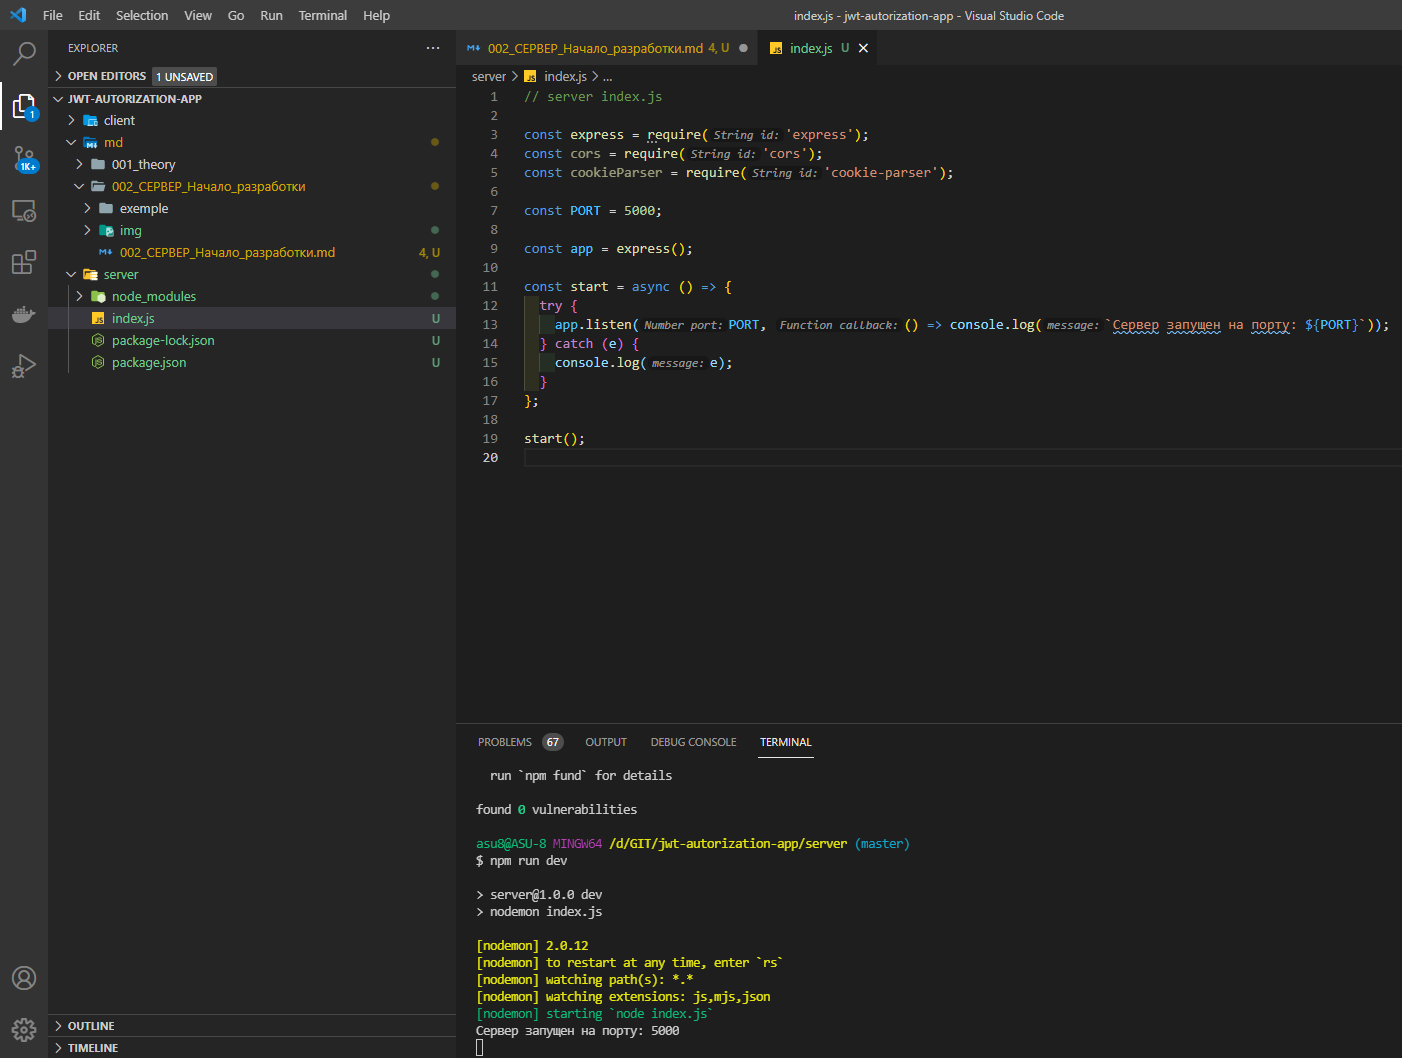 File Edit Selection View Go Run Terminal Help
index.js - jwt-autorization-app - Visual Studio Code
EXPLORER
OPEN EDITORS 1 UNSAVED
JWT-AUTORIZATION-APP
client
md
001_theory
002_СЕРВЕР_Начало_разработки
exemple
img
002_СЕРВЕР_Начало_разработки.md 4, U
server
node_modules
index.js U
package-lock.json U
package.json U
OUTLINE
TIMELINE
1
1K+
002_СЕРВЕР_Начало_разработки.md 4, U
JS index.js U
server > JS index.js > ...
1 // server index.js
2
3 const express = require( String id: 'express');
4 const cors = require( String id: 'cors');
5 const cookieParser = require( String id: 'cookie-parser');
6
7 const PORT = 5000;
8
9 const app = express();
10
11 const start = async () => {
12 try {
13 app.listen( Number port: PORT, Function callback: () => console.log( message: `Сервер запущен на порту: ${PORT}`));
14 } catch (e) {
15 console.log( message: e);
16 }
17 };
18
19 start();
20
PROBLEMS 67 OUTPUT DEBUG CONSOLE TERMINAL
run `npm fund` for details
found 0 vulnerabilities
asu8@ASU-8 MINGW64 /d/GIT/jwt-autorization-app/server (master)
$ npm run dev
> server@1.0.0 dev
> nodemon index.js
[nodemon] 2.0.12
[nodemon] to restart at any time, enter `rs`
[nodemon] watching path(s): *.*
[nodemon] watching extensions: js,mjs,json
[nodemon] starting `node index.js`
Сервер запущен на порту: 5000